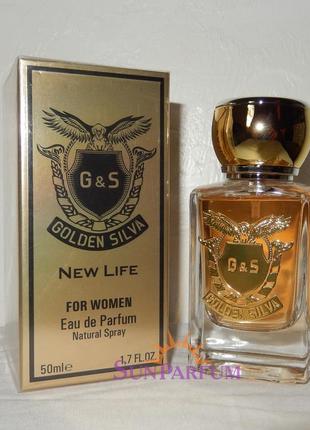 G & S
GOLDEN SILVA
NEW LIFE
FOR WOMEN
Eau de Parfum
Natural Spray
50ml e 1.7 FL.OZ.
G & S
GOLDEN SILVA
SUNPARFUM